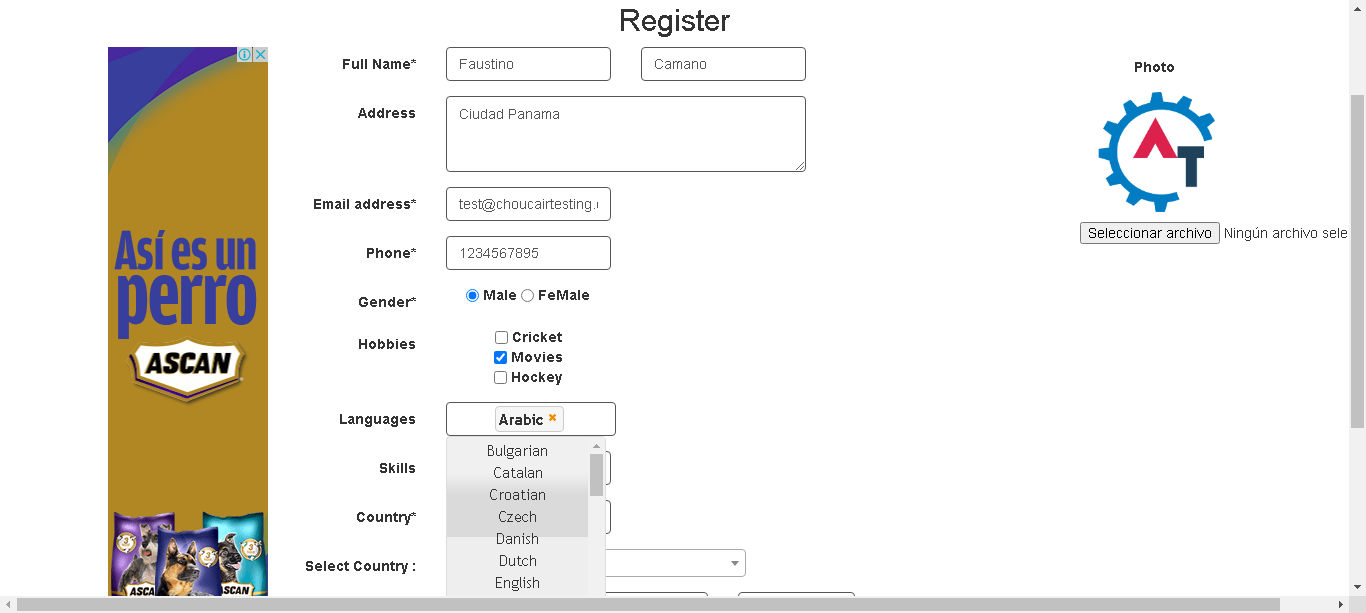 Register
Full Name*
Faustino
Camano
Photo
Address
Ciudad Panama
Email address*
test@choucairtesting.
Seleccionar archivo Ningún archivo sele
Phone*
1234567895
Gender*
Male FeMale
Hobbies
Cricket
Movies
Hockey
Languages
Arabic
Bulgarian
Catalan
Croatian
Czech
Danish
Dutch
English
Skills
Country*
Select Country :
Así es un
perro
ASCAN
AT